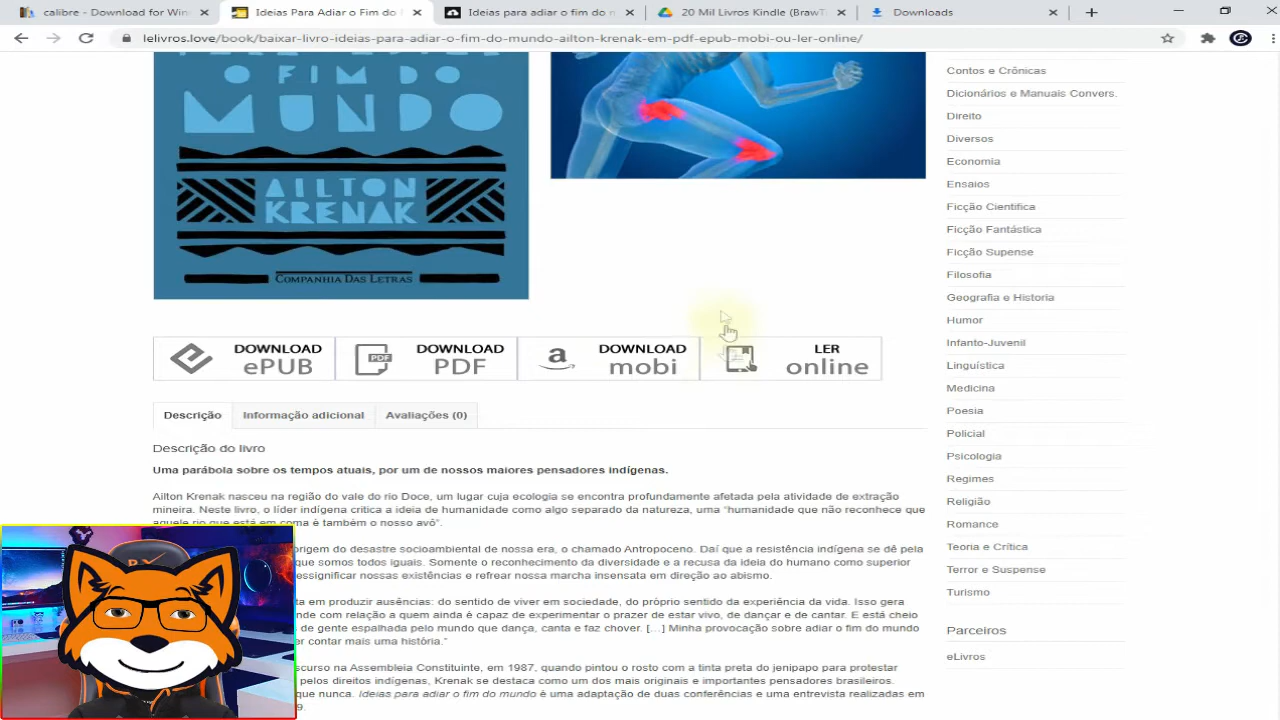 calibre - Download for Win
Ideias Para Adiar o Fim do
Ideias para adiar o fim do n
20 Mil Livros Kindle (BrawT
Downloads
lelivros.love/book/baixar-livro-ideias-para-adiar-o-fim-do-mundo-ailton-krenak-em-pdf-epub-mobi-ou-ler-online/
O FIM DO
MUNDO
AILTON
KRENAK
COMPANHIA DAS LETRAS
DOWNLOAD
ePUB
PDF
DOWNLOAD
PDF
a
DOWNLOAD
mobi
LER
online
Descrição
Informação adicional
Avaliações (0)
Descrição do livro
Uma parábola sobre os tempos atuais, por um de nossos maiores pensadores indígenas.
Ailton Krenak nasceu na região do vale do rio Doce, um lugar cuja ecologia se encontra profundamente afetada pela atividade de extração
mineira. Neste livro, o líder indígena critica a ideia de humanidade como algo separado da natureza, uma “humanidade que não reconhece que
aquele rio que está em coma é também o nosso avô”.
origem do desastre socioambiental de nossa era, o chamado Antropoceno. Daí que a resistência indígena se dê pela
que somos todos iguais. Somente o reconhecimento da diversidade e a recusa da ideia do humano como superior
essignificar nossas existências e refrear nossa marcha insensata em direção ao abismo.
ta em produzir ausências: do sentido de viver em sociedade, do próprio sentido da experiência da vida. Isso gera
nde com relação a quem ainda é capaz de experimentar o prazer de estar vivo, de dançar e de cantar. E está cheio
de gente espalhada pelo mundo que dança, canta e faz chover. [...] Minha provocação sobre adiar o fim do mundo
er contar mais uma história.”
scurso na Assembleia Constituinte, em 1987, quando pintou o rosto com a tinta preta do jenipapo para protestar
pelos direitos indígenas, Krenak se destaca como um dos mais originais e importantes pensadores brasileiros.
que nunca. Ideias para adiar o fim do mundo é uma adaptação de duas conferências e uma entrevista realizadas em
9.
Contos e Crônicas
Dicionários e Manuais Convers.
Direito
Diversos
Economia
Ensaios
Ficção Cientifica
Ficção Fantástica
Ficção Supense
Filosofia
Geografia e Historia
Humor
Infanto-Juvenil
Linguística
Medicina
Poesia
Policial
Psicologia
Regimes
Religião
Romance
Teoria e Crítica
Terror e Suspense
Turismo
Parceiros
eLivros